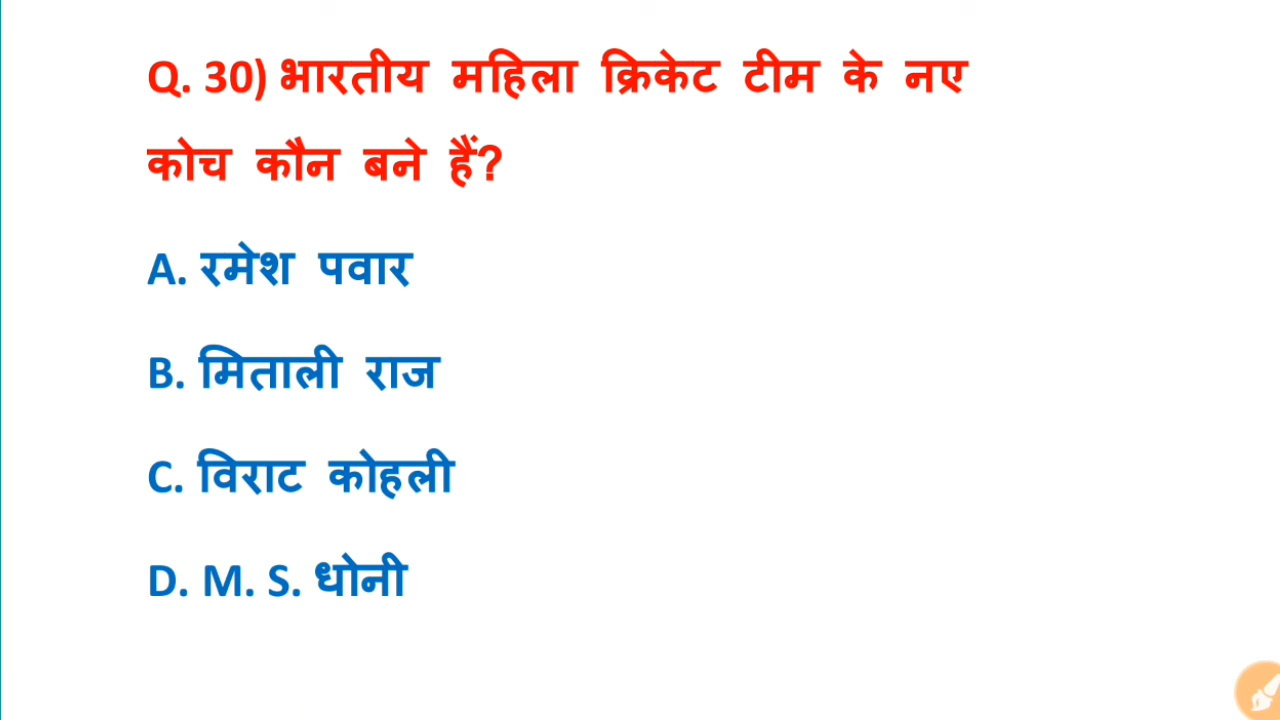 Q. 30) भारतीय महिला क्रिकेट टीम के नए
कोच कौन बने हैं?
A. रमेश पवार
B. मिताली राज
C. विराट कोहली
D. M. S. धोनी